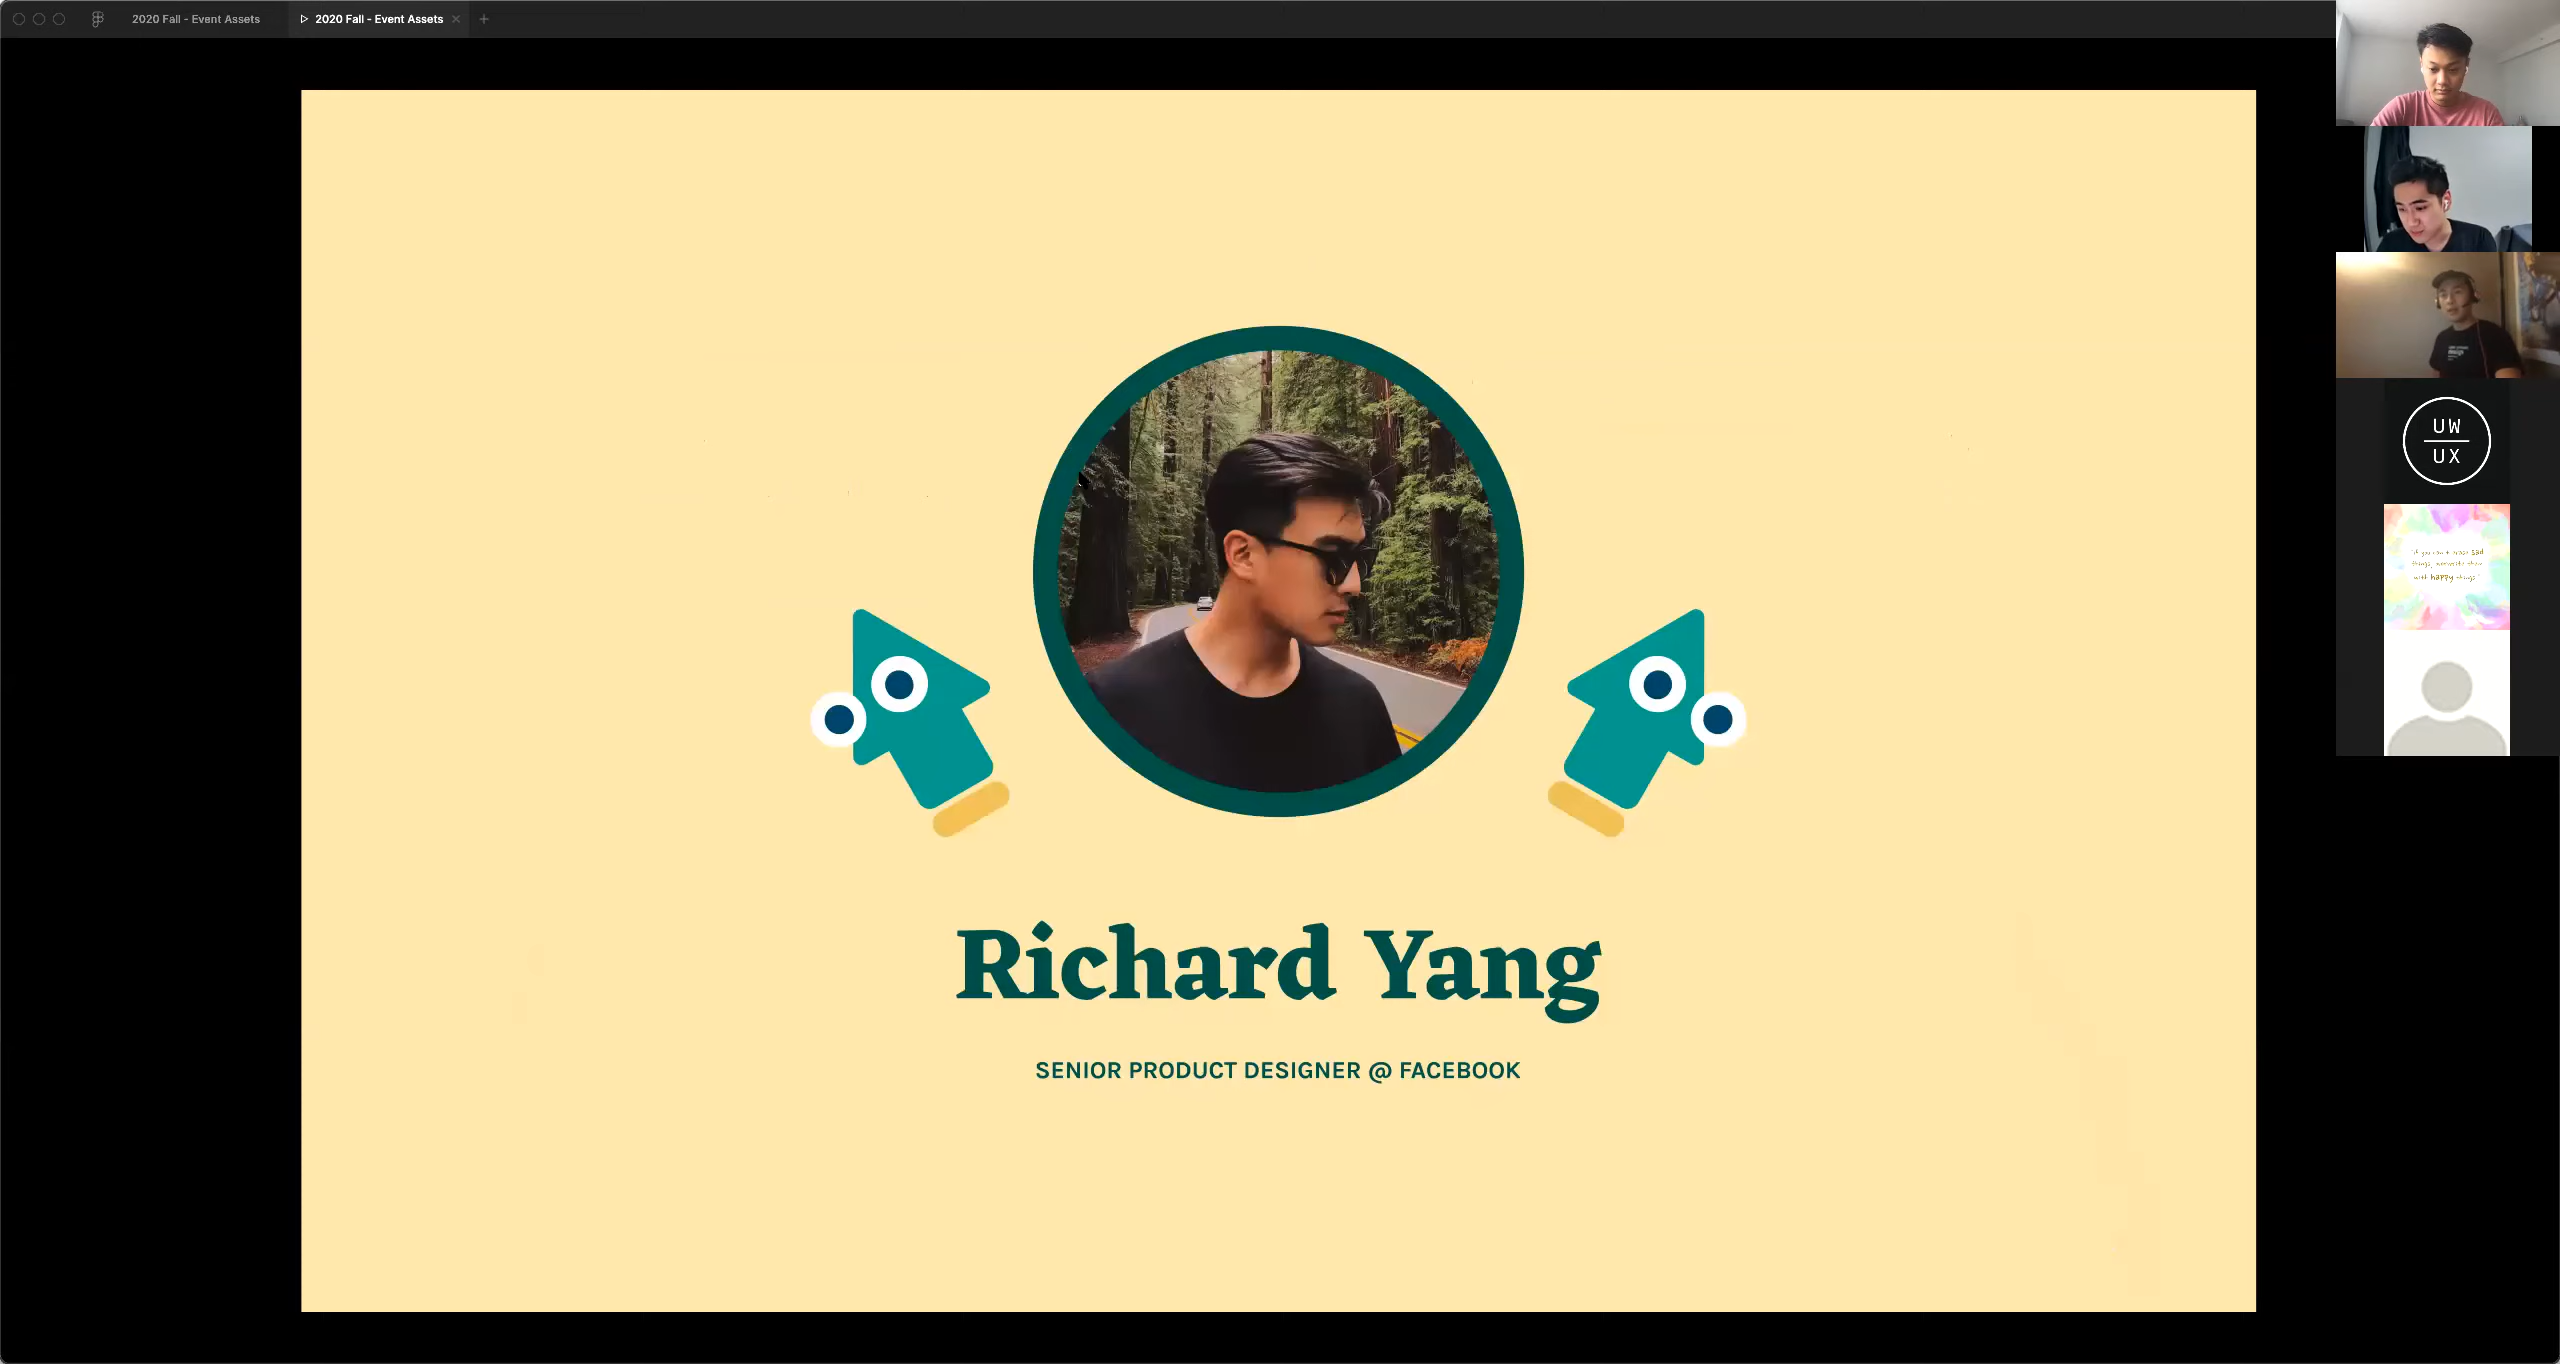 2020 Fall - Event Assets
2020 Fall - Event Assets
UW
UX
Richard Yang
SENIOR PRODUCT DESIGNER @ FACEBOOK